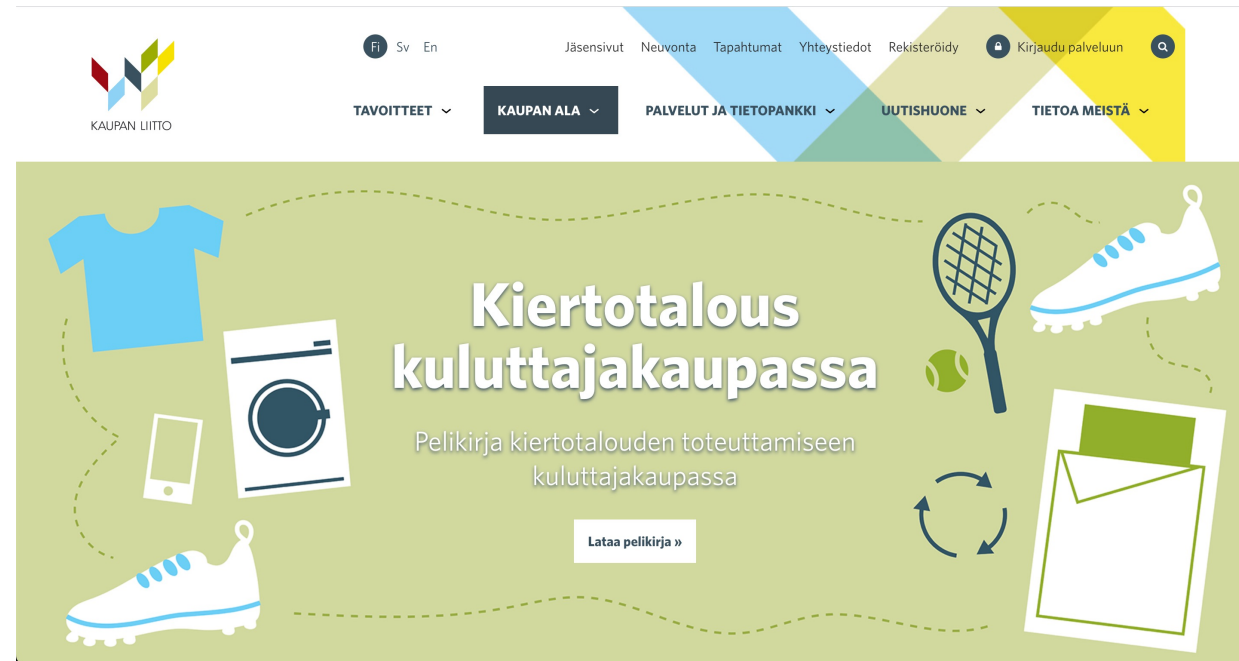 Fi Sv En
Jäsensivut Neuvonta Tapahtumat Yhteystiedot Rekisteröidy Kirjaudu palveluun
KAUPAN LIITTO
TAVOITTEET KAUPAN ALA PALVELUT JA TIETOPANKKI UUTISHUONE TIETOA MEISTÄ
Kiertotalous
kuluttajakaupassa
Pelikirja kiertotalouden toteuttamiseen
kuluttajakaupassa
Lataa pelikirja »